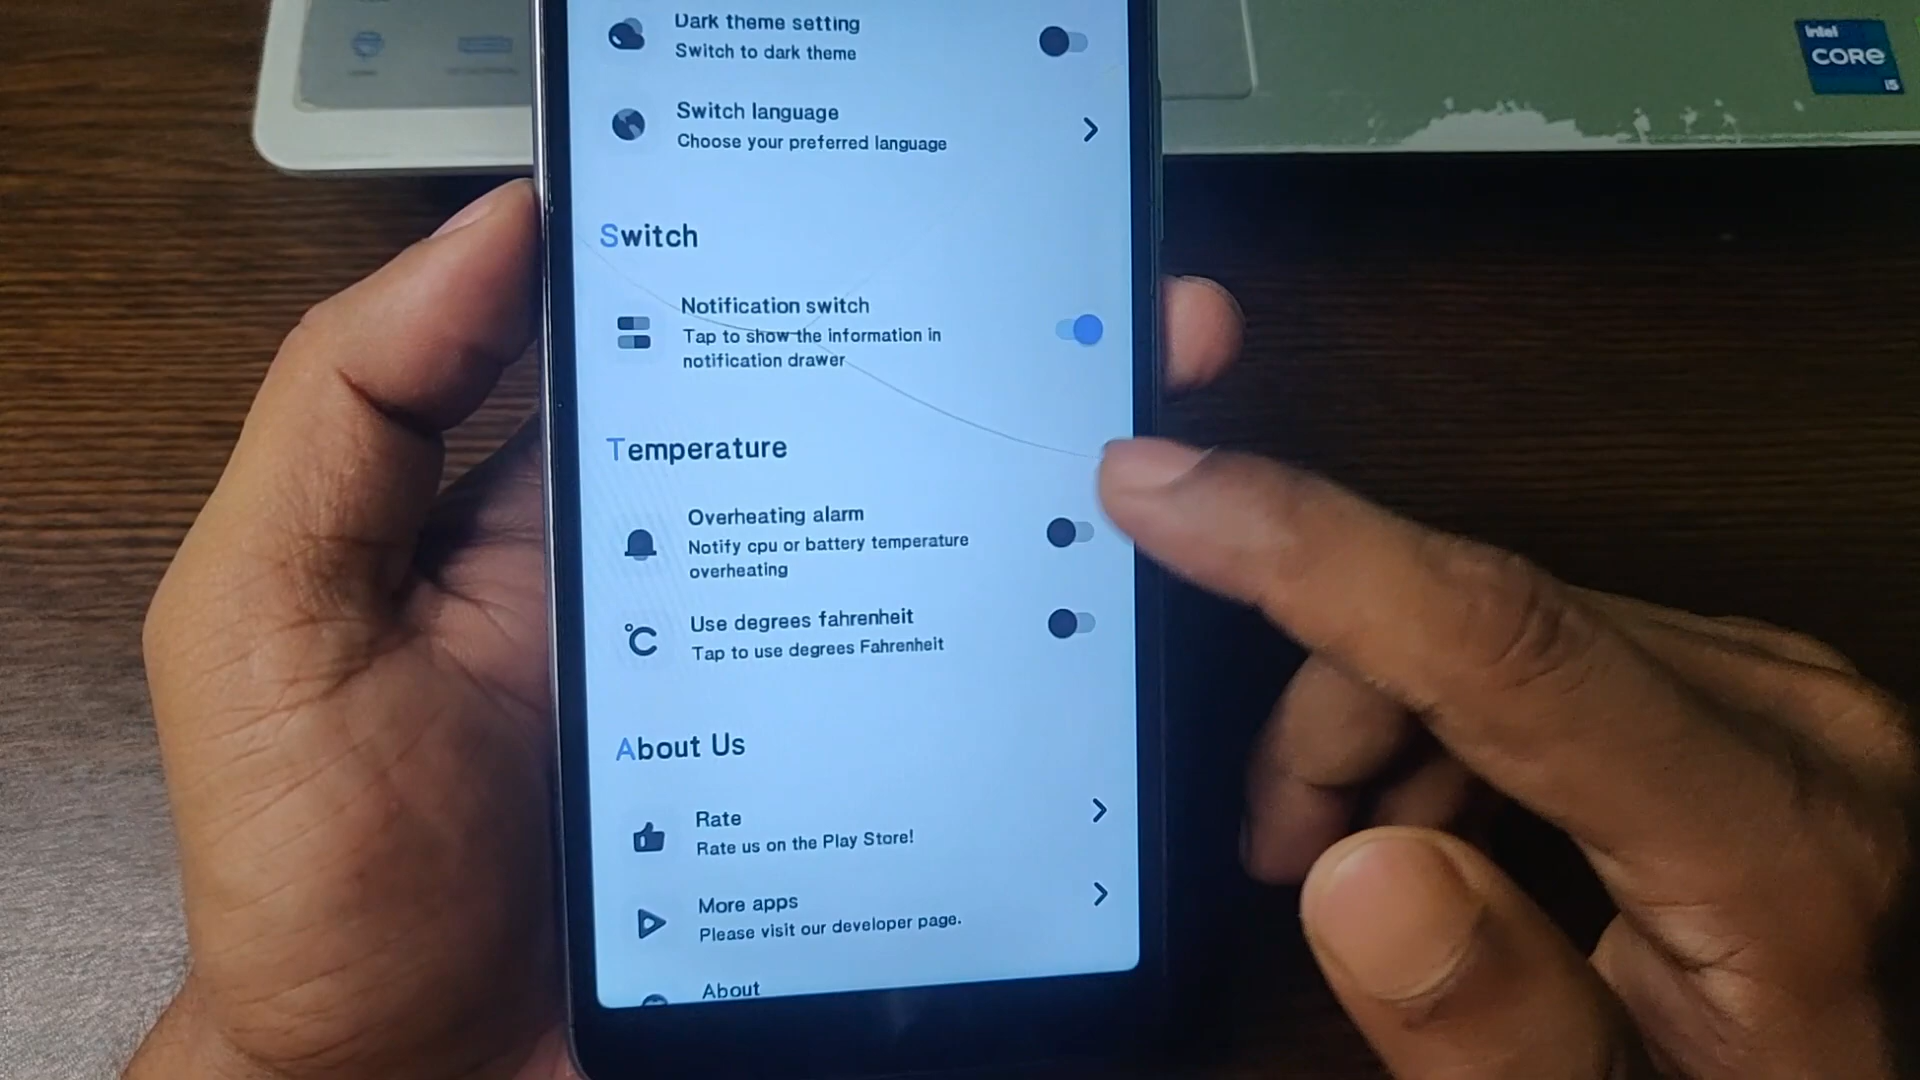 Dark theme setting
Switch to dark theme
Switch language
Choose your preferred language
Switch
Notification switch
Tap to show the information in
notification drawer
Temperature
Overheating alarm
Notify cpu or battery temperature
overheating
°C
Use degrees fahrenheit
Tap to use degrees Fahrenheit
About Us
Rate
Rate us on the Play Store!
More apps
Please visit our developer page.
About
intel
CORE
i5